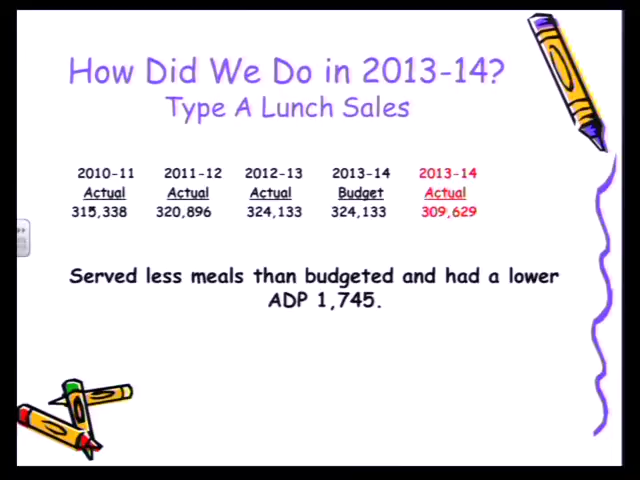 How Did We Do in 2013-14?
Type A Lunch Sales
2010-11 2011-12 2012-13 2013-14 2013-14
Actual Actual Actual Budget Actual
315,338 320,896 324,133 324,133 309,629
Served less meals than budgeted and had a lower
ADP 1,745.